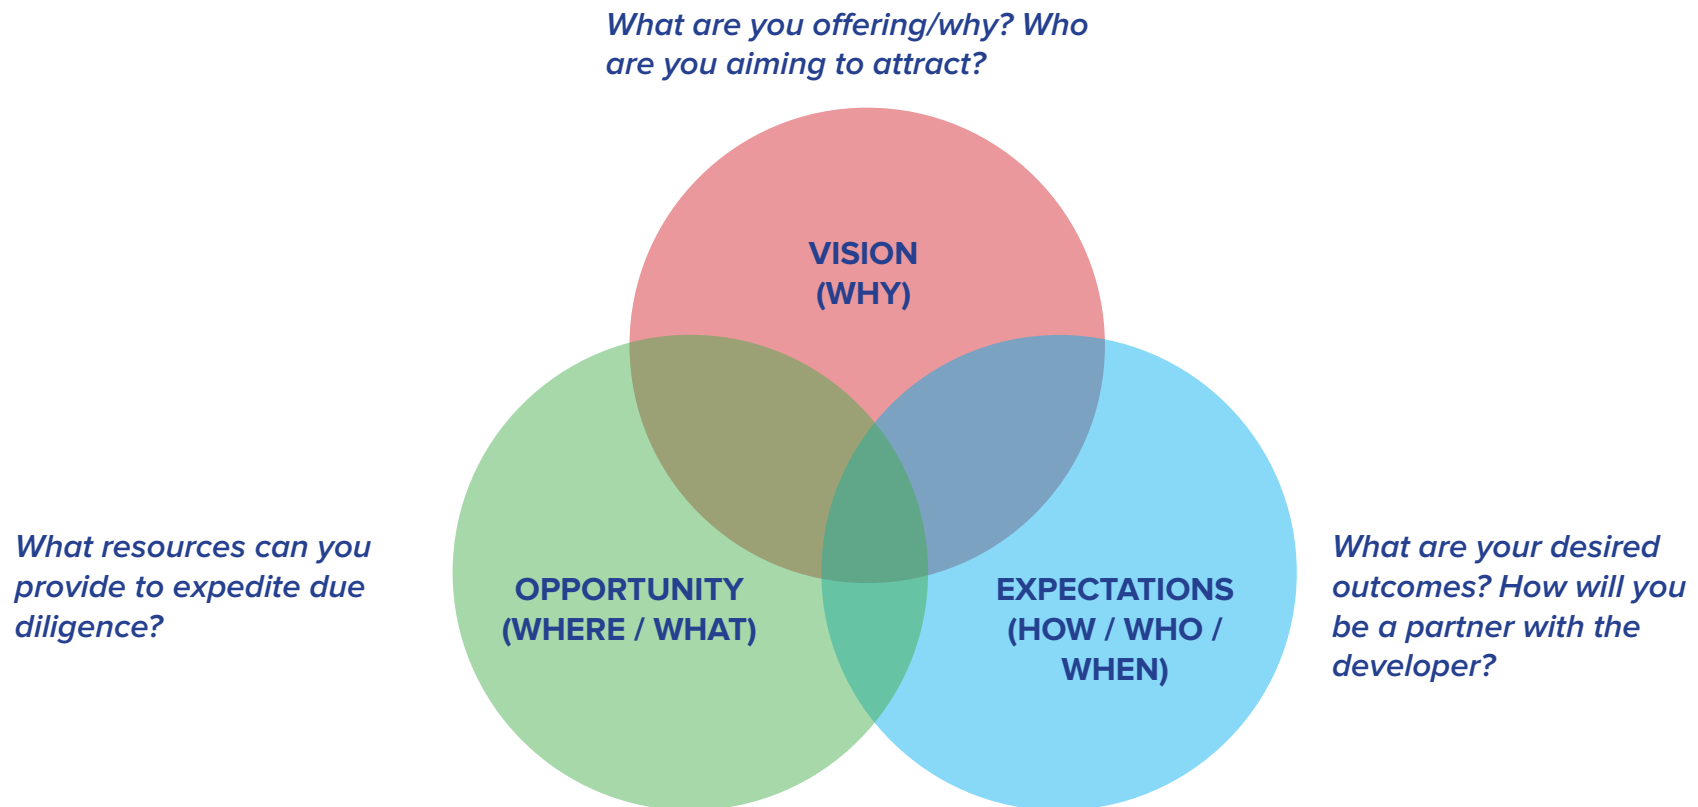 What are you offering/why? Who
are you aiming to attract?
VISION
(WHY)
What resources can you
provide to expedite due
diligence?
OPPORTUNITY
(WHERE / WHAT)
EXPECTATIONS
(HOW / WHO /
WHEN)
What are your desired
outcomes? How will you
be a partner with the
developer?